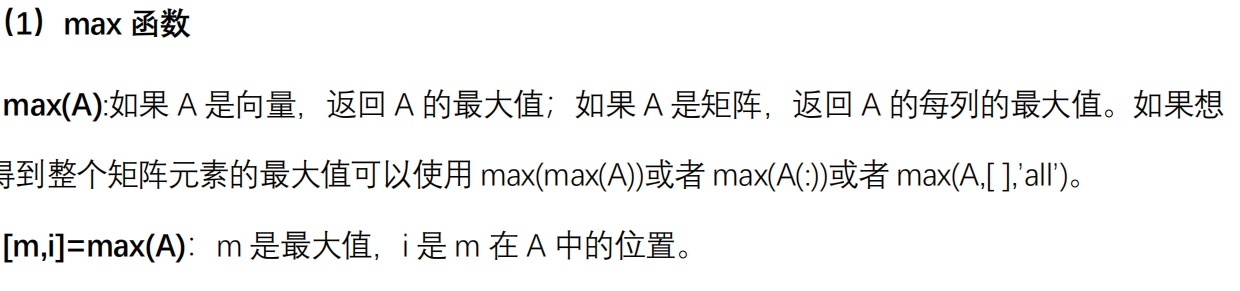 (1) max 函数
max(A):如果 A 是向量，返回 A 的最大值；如果 A 是矩阵，返回 A 的每列的最大值。如果想
得到整个矩阵元素的最大值可以使用 max(max(A))或者 max(A(:))或者 max(A,[ ],’all’)。
[m,i]=max(A)：m 是最大值，i 是 m 在 A 中的位置。